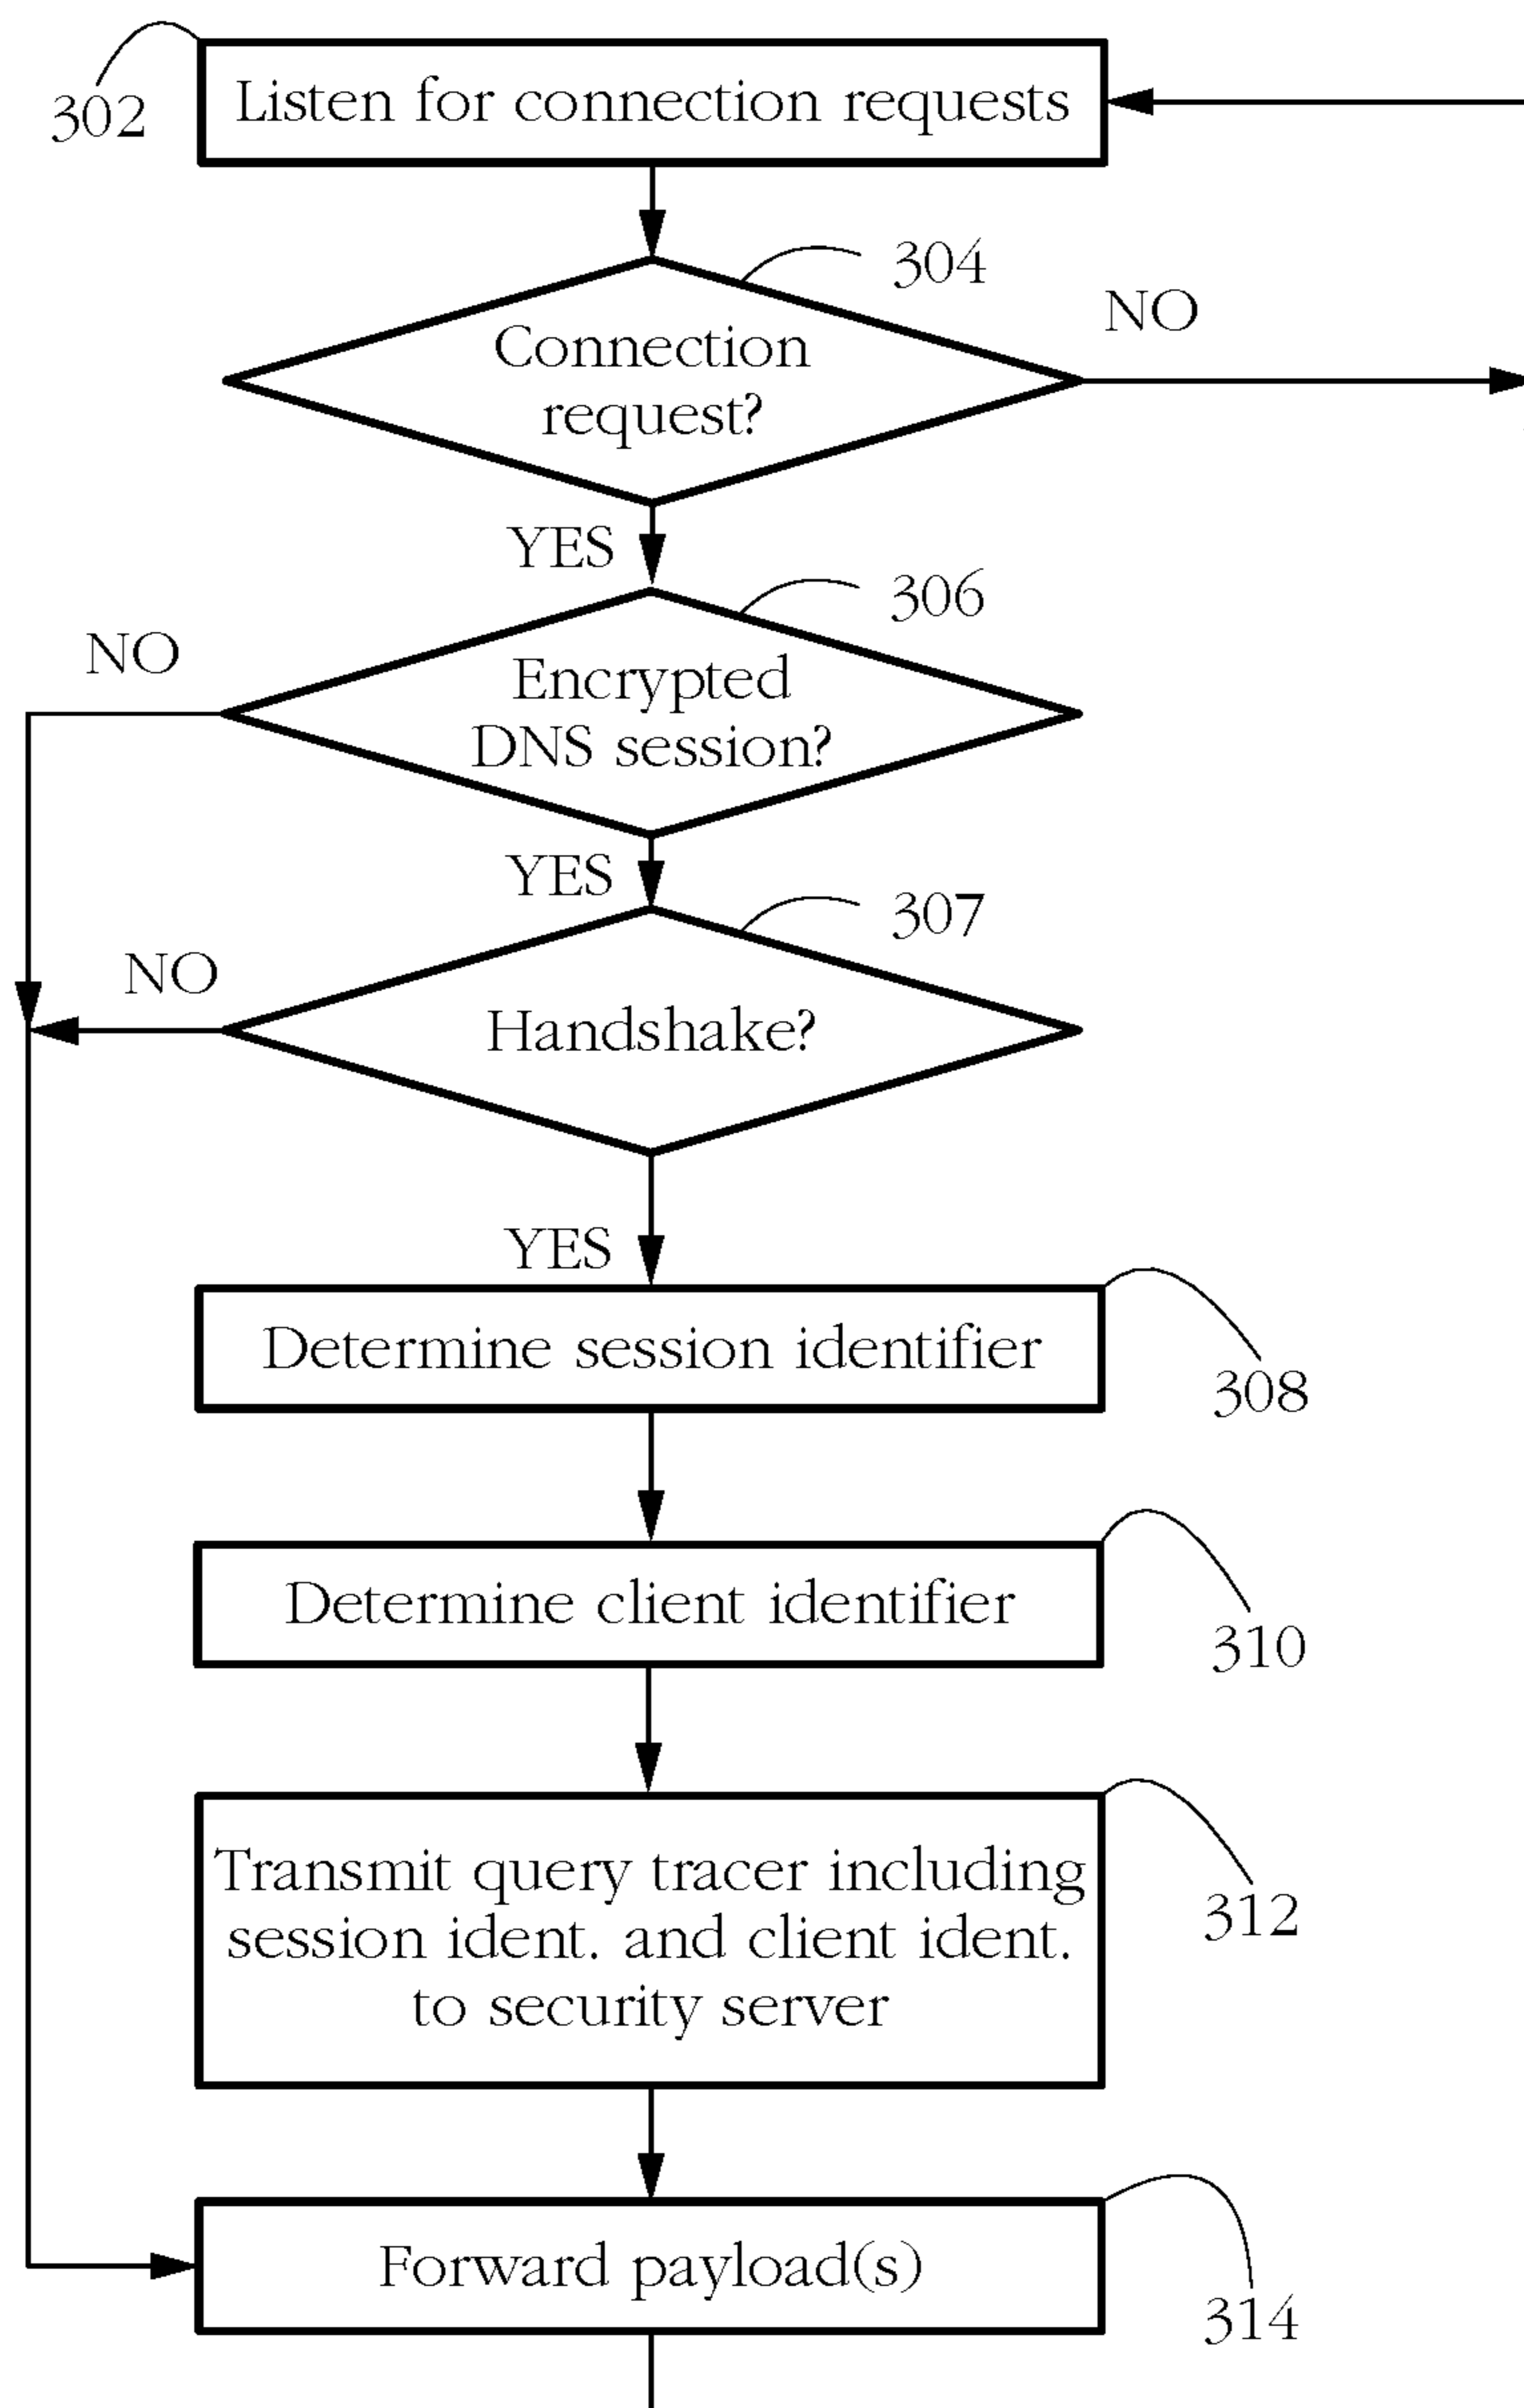 302
Listen for connection requests
304
NO
Connection
request?
YES
306
NO
Encrypted
DNS session?
YES
307
NO
Handshake?
YES
Determine session identifier
308
Determine client identifier
310
Transmit query tracer including
session ident. and client ident.
to security server
312
Forward payload(s)
314